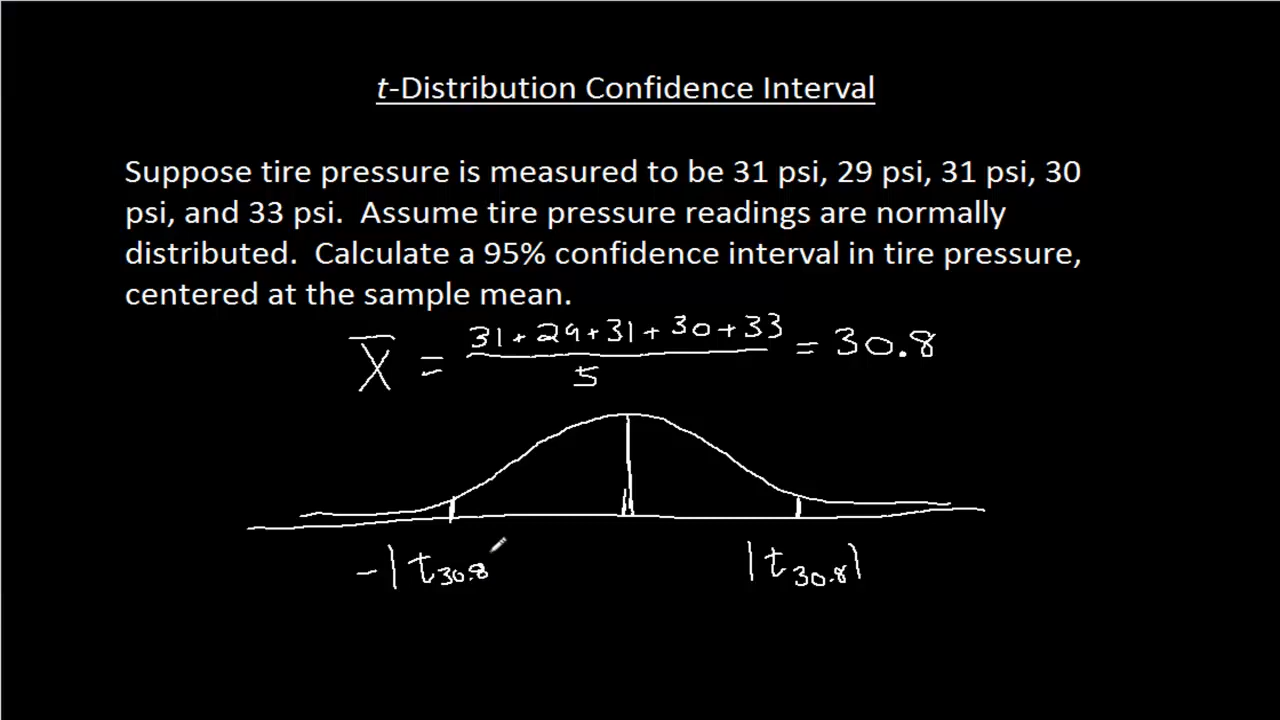 t-Distribution Confidence Interval
Suppose tire pressure is measured to be 31 psi, 29 psi, 31 psi, 30
psi, and 33 psi.  Assume tire pressure readings are normally
distributed.  Calculate a 95% confidence interval in tire pressure,
centered at the sample mean.
X̅ = (31+29+31+30+33)/5 = 30.8
-|t30.8 |t30.8|